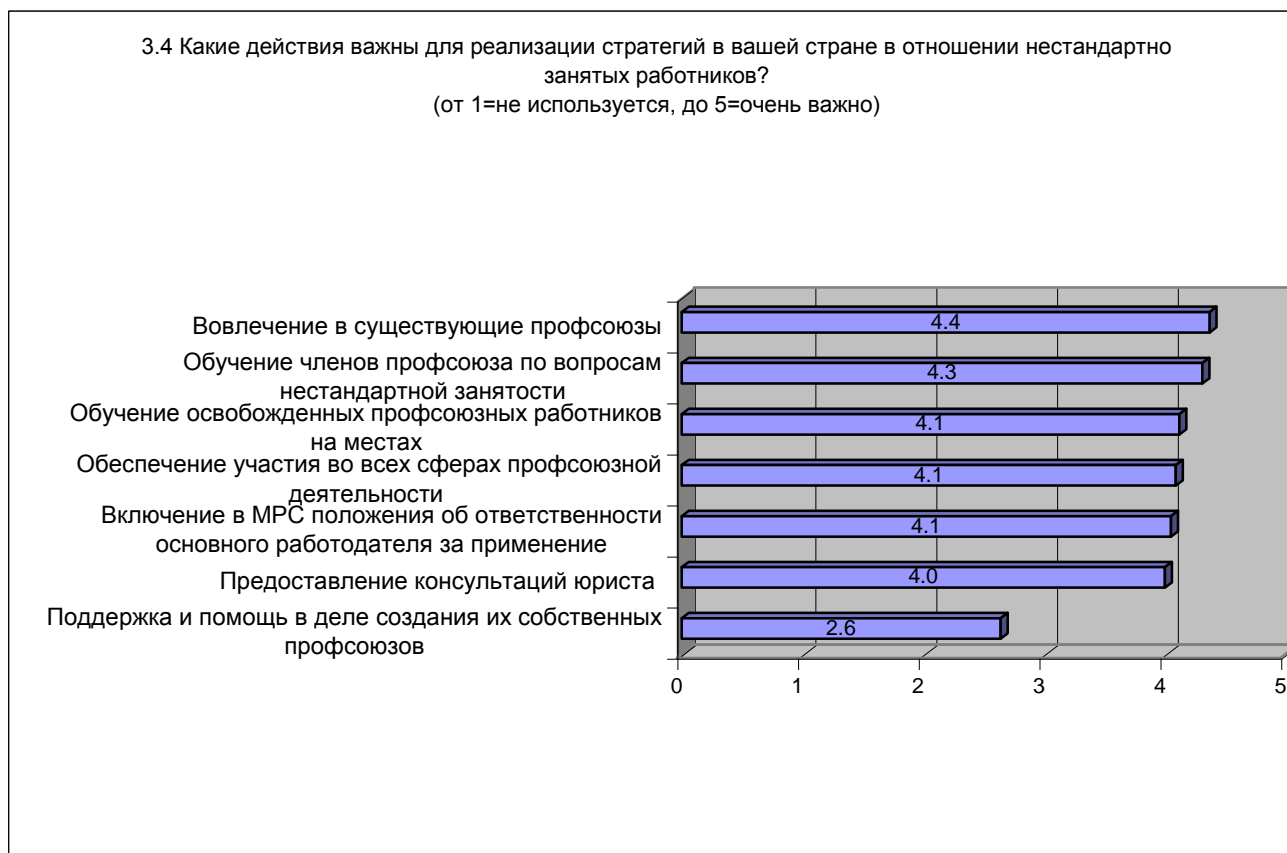 3.4 Какие действия важны для реализации стратегий в вашей стране в отношении нестандартно
занятых работников?
(от 1=не используется, до 5=очень важно)
Вовлечение в существующие профсоюзы
4.4
Обучение членов профсоюза по вопросам
нестандартной занятости
4.3
Обучение освобожденных профсоюзных работников
на местах
4.1
Обеспечение участия во всех сферах профсоюзной
деятельности
4.1
Включение в МРС положения об ответственности
основного работодателя за применение
4.1
Предоставление консультаций юриста
4.0
Поддержка и помощь в деле создания их собственных
профсоюзов
2.6
0 1 2 3 4 5